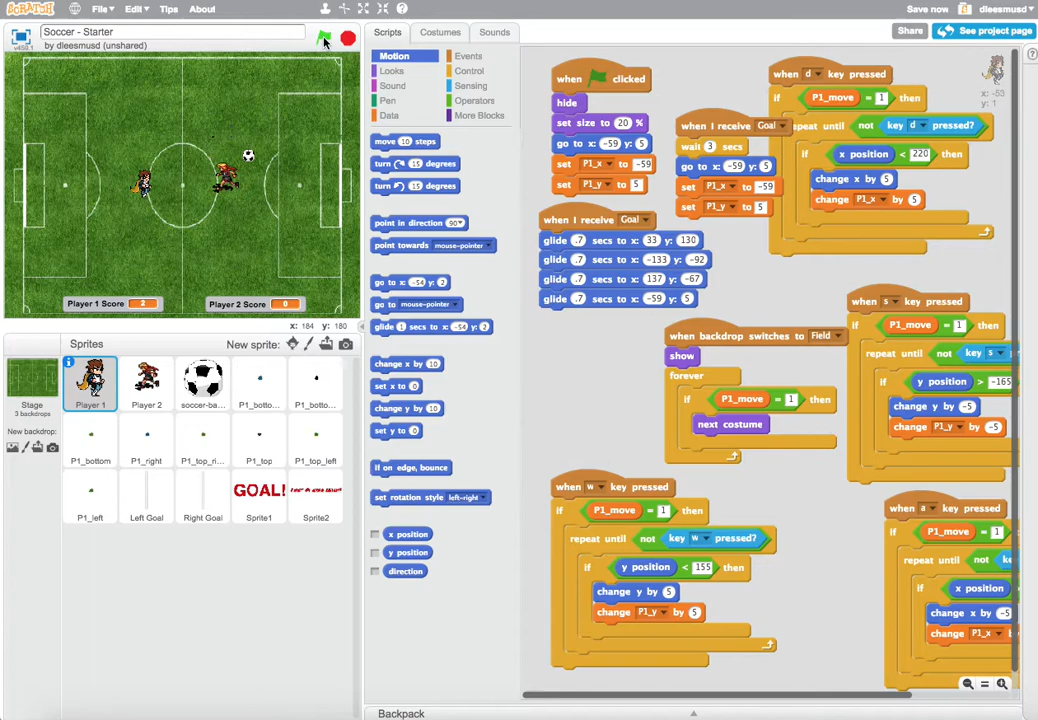 SCRATCH File Edit Tips About Save now dleesmusd
Soccer - Starter
by dleesmusd (unshared)
v459.1
Scripts Costumes Sounds
Share See project page
Player 1 Score 2 Player 2 Score 0
x: 184 y: 180
Sprites New sprite:
Stage
3 backdrops
New backdrop:
Player 1 Player 2 soccer-ba... P1_botto... P1_botto...
P1_bottom P1_right P1_top_ri... P1_top P1_top_left
GOAL!
P1_left Left Goal Right Goal Sprite1 Sprite2
Motion Events
Looks Control
Sound Sensing
Pen Operators
Data More Blocks
move 10 steps
turn 15 degrees
turn 15 degrees
point in direction 90
point towards mouse-pointer
go to x: -54 y: 2
go to mouse-pointer
glide 1 secs to x: -54 y: 2
change x by 10
set x to 0
change y by 10
set y to 0
if on edge, bounce
set rotation style left-right
x position
y position
direction
when clicked
hide
set size to 20 %
go to x: -59 y: 5
set P1_x to -59
set P1_y to 5
when I receive Goal
wait 3 secs
go to x: -59 y: 5
set P1_x to -59
set P1_y to 5
when d key pressed
if P1_move = 1 then
repeat until not key d pressed?
if x position < 220 then
change x by 5
change P1_x by 5
x: -53
y: 1
when I receive Goal
glide .7 secs to x: 33 y: 130
glide .7 secs to x: -133 y: -92
glide .7 secs to x: 137 y: -67
glide .7 secs to x: -59 y: 5
when backdrop switches to Field
show
forever
if P1_move = 1 then
next costume
when s key pressed
if P1_move = 1 then
repeat until not key s
if y position > -165
change y by -5
change P1_y by -5
when w key pressed
if P1_move = 1 then
repeat until not key w pressed?
if y position < 155 then
change y by 5
change P1_y by 5
when a key pressed
if P1_move = 1
repeat until not
if x position
change x by -5
change P1_x
Backpack